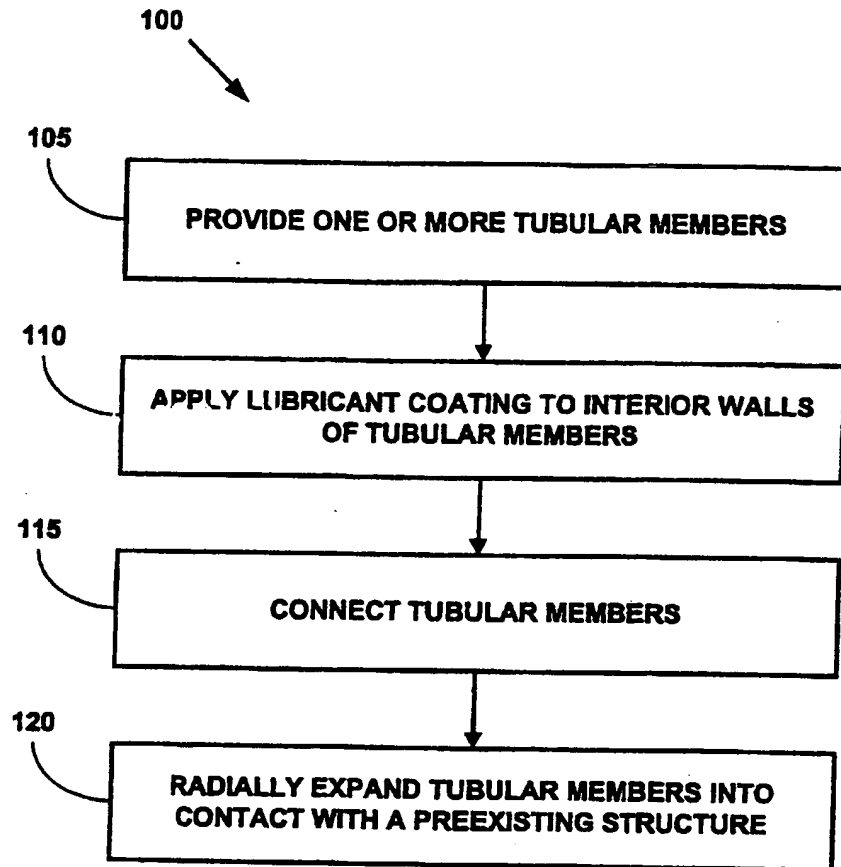 100
105
PROVIDE ONE OR MORE TUBULAR MEMBERS
110
APPLY LUBRICANT COATING TO INTERIOR WALLS
OF TUBULAR MEMBERS
115
CONNECT TUBULAR MEMBERS
120
RADIALLY EXPAND TUBULAR MEMBERS INTO
CONTACT WITH A PREEXISTING STRUCTURE